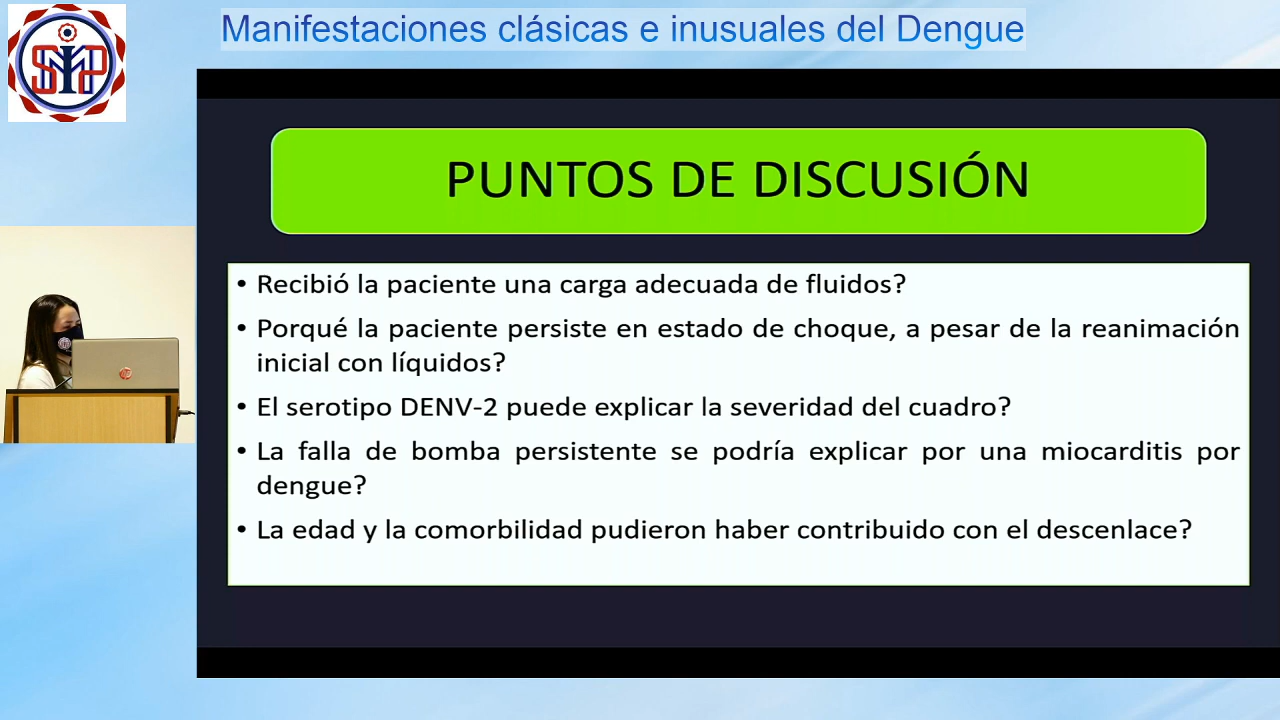 Manifestaciones clásicas e inusuales del Dengue
SMIP
PUNTOS DE DISCUSIÓN
• Recibió la paciente una carga adecuada de fluidos?
• Porqué la paciente persiste en estado de choque, a pesar de la reanimación
inicial con líquidos?
• El serotipo DENV-2 puede explicar la severidad del cuadro?
• La falla de bomba persistente se podría explicar por una miocarditis por
dengue?
• La edad y la comorbilidad pudieron haber contribuido con el descenlace?